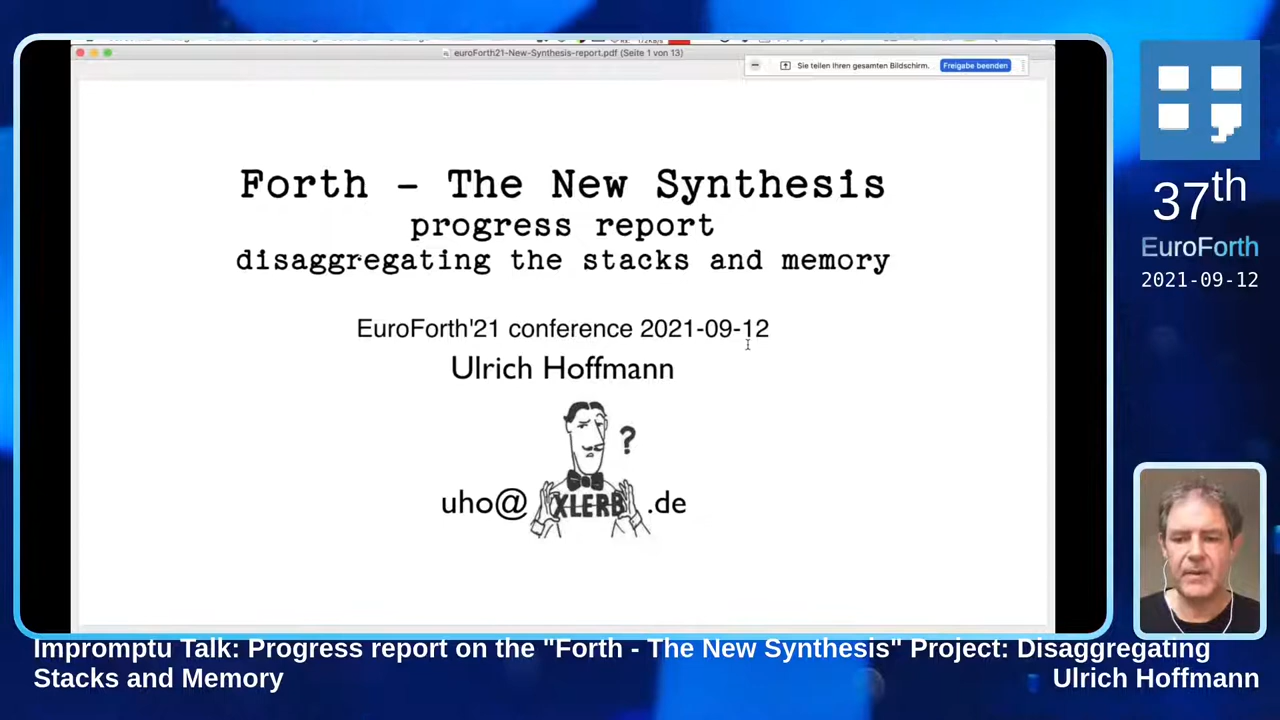 euroForth21-New-Synthesis-report.pdf (Seite 1 von 13)
Sie teilen Ihren gesamten Bildschirm.
Freigabe beenden
Forth - The New Synthesis
progress report
disaggregating the stacks and memory
EuroForth'21 conference 2021-09-12
Ulrich Hoffmann
?
uho@ XLERB .de
37th
EuroForth
2021-09-12
Impromptu Talk: Progress report on the "Forth - The New Synthesis" Project: Disaggregating
Stacks and Memory
Ulrich Hoffmann